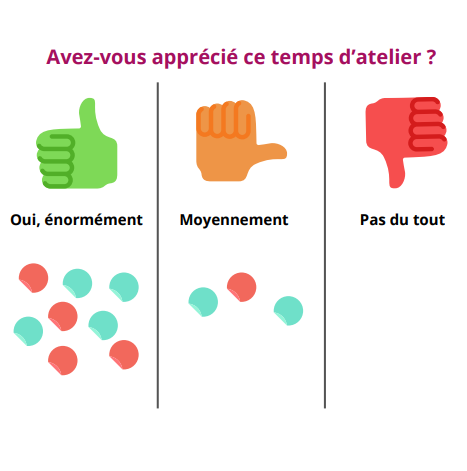 Avez-vous apprécié ce temps d’atelier ?
Oui, énormément
Moyennement
Pas du tout